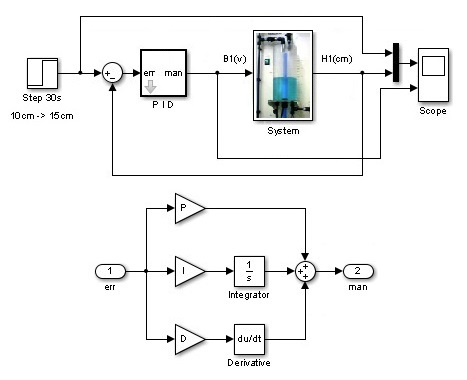 B1(v)
H1(cm)
err man
Step 30s
10cm -> 15cm
P I D
System
Scope
P
1
err
I
1
s
Integrator
2
man
D
du/dt
Derivative